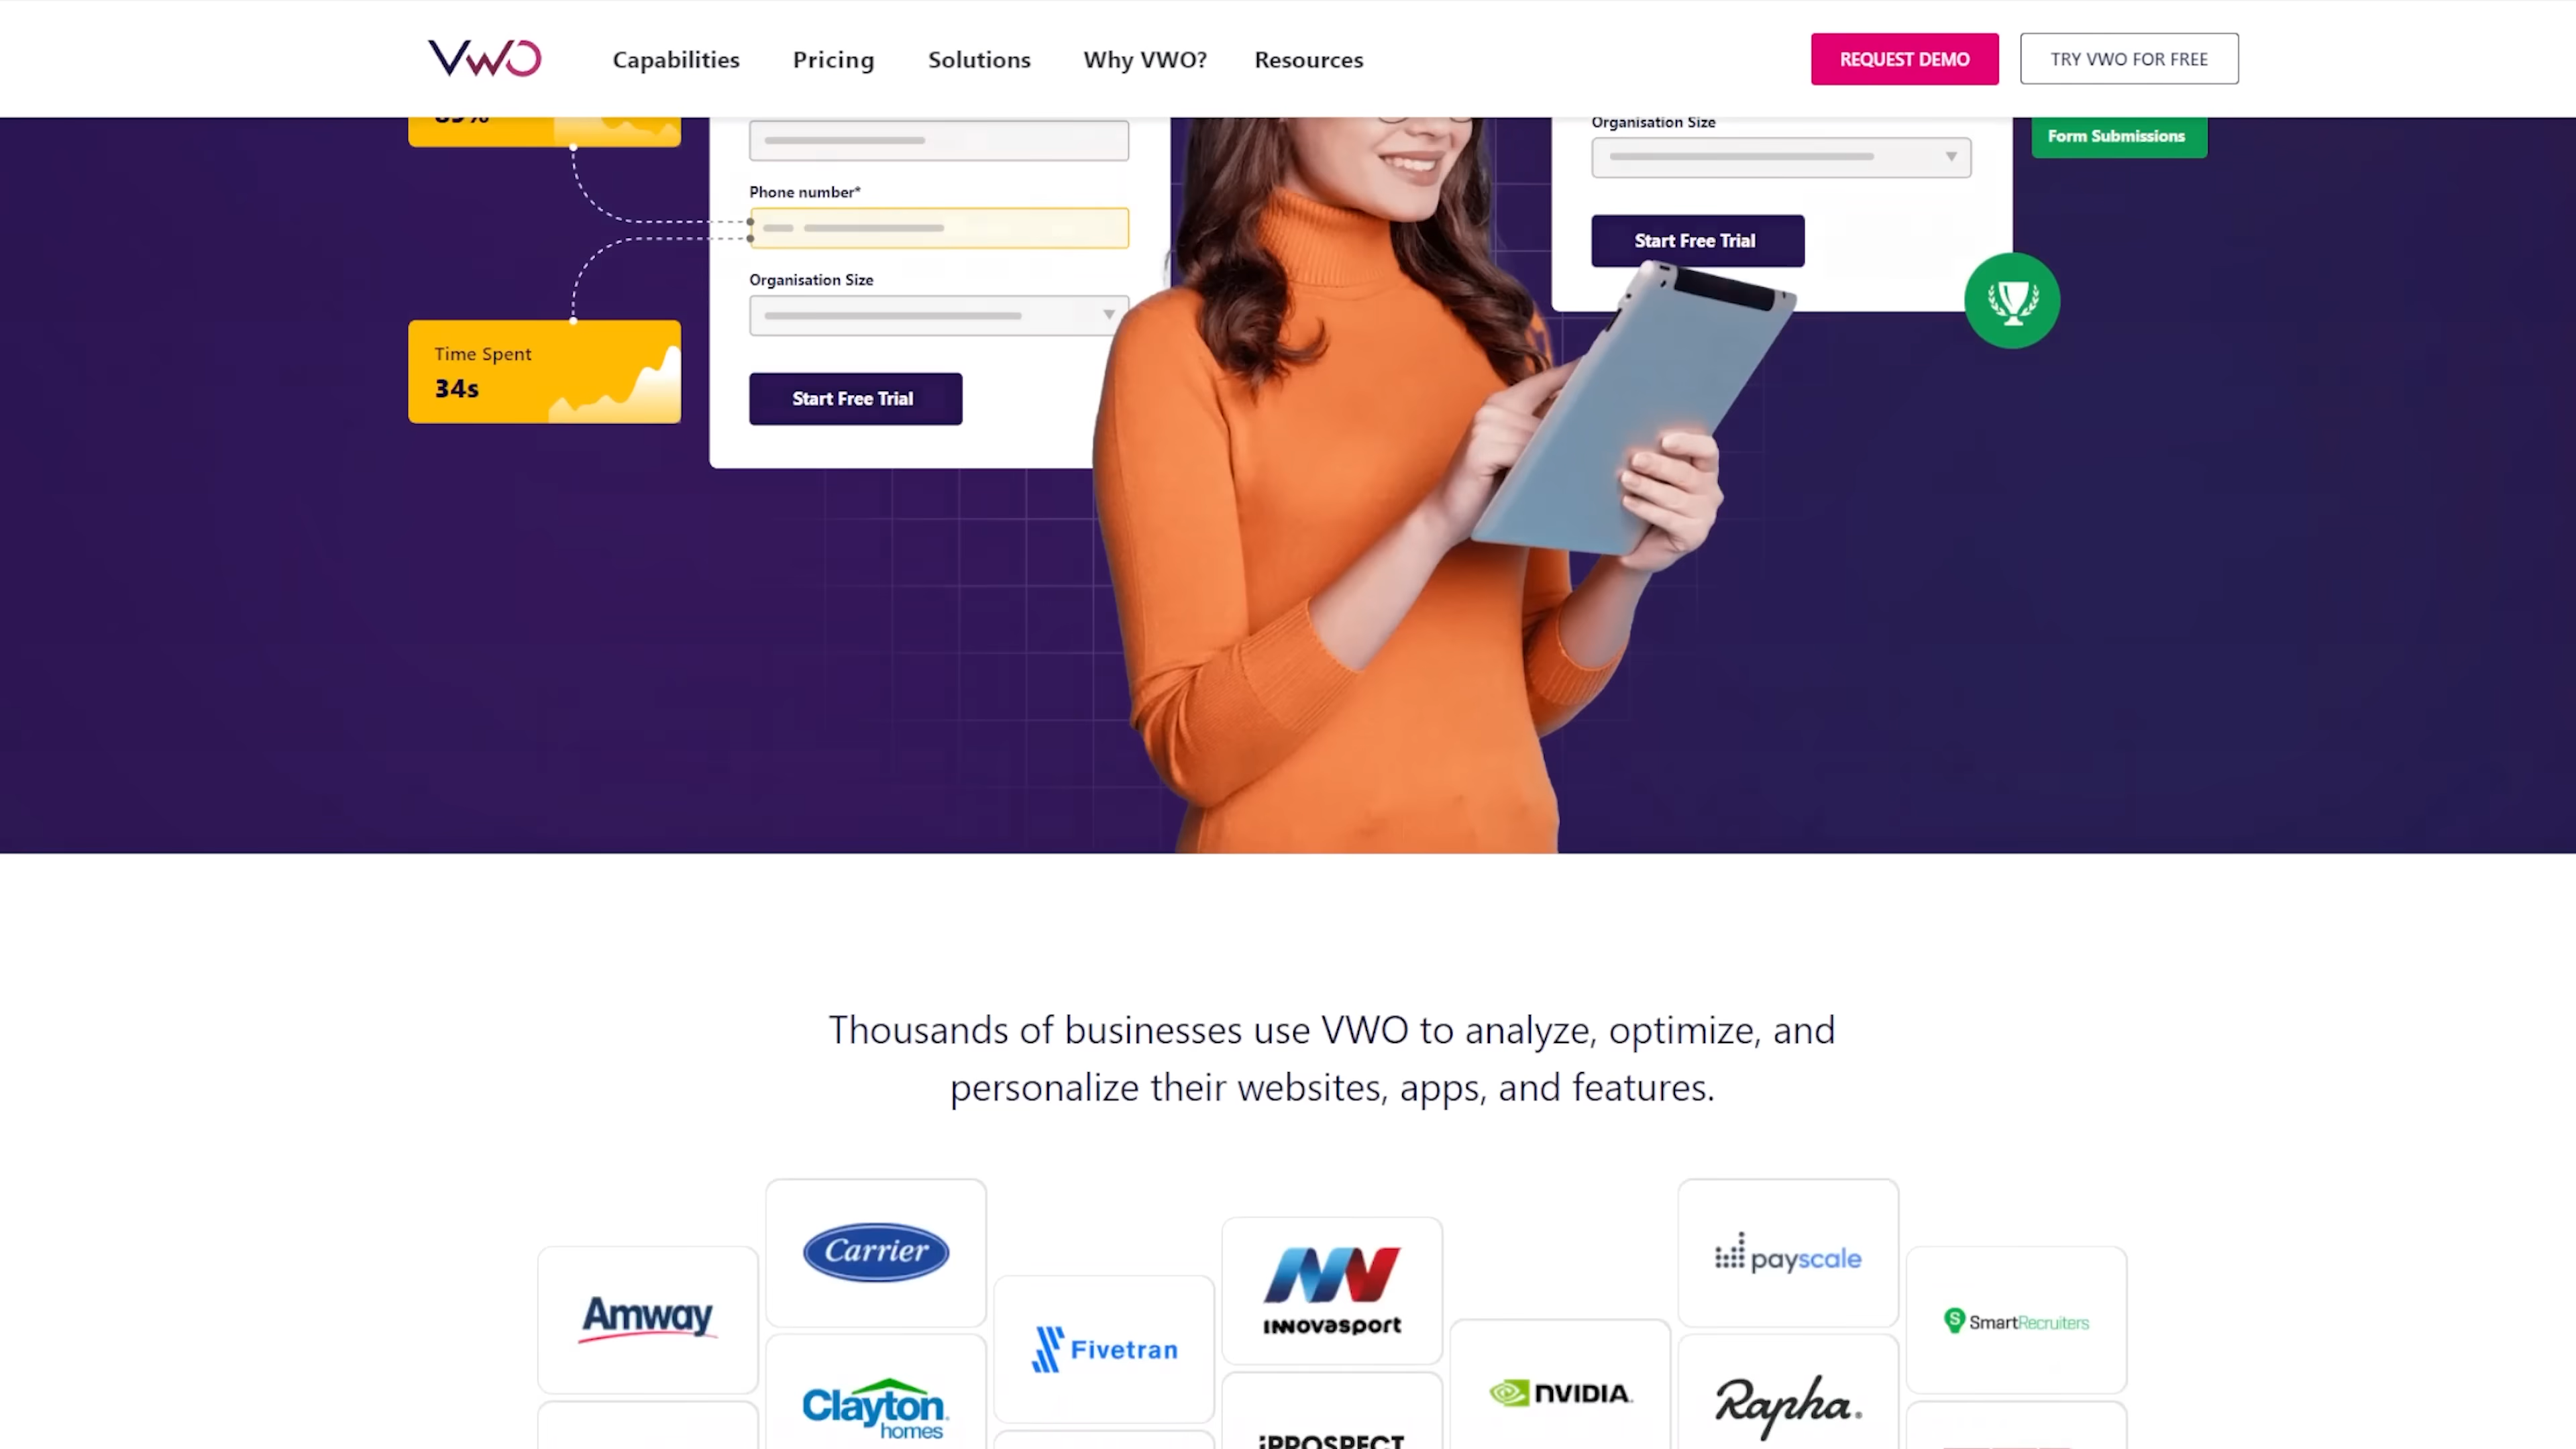 VWO
Capabilities
Pricing
Solutions
Why VWO?
Resources
REQUEST DEMO
TRY VWO FOR FREE
Phone number*
Organisation Size
Start Free Trial
Time Spent
34s
Organisation Size
Start Free Trial
Form Submissions
Thousands of businesses use VWO to analyze, optimize, and
personalize their websites, apps, and features.
Amway
Carrier
Clayton
homes
Fivetran
INNOVASPORT
iPROSPECT
NVIDIA.
payscale
Rapha.
SmartRecruiters